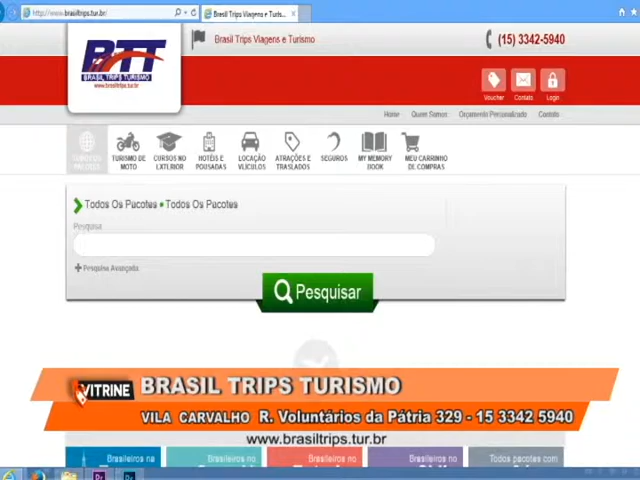 http://www.brasiltrips.tur.br/
Brasil Trips Viagens e Turis...
BTT
BRASIL TRIPS TURISMO
www.brasiltrips.tur.br
Brasil Trips Viagens e Turismo
(15) 3342-5940
Voucher Contato Login
Home Quem Somos Orçamento Personalizado Contato
TURISMO DE MOTO
CURSOS NO EXTERIOR
HOTÉIS E POUSADAS
LOCAÇÃO VEICULOS
ATRAÇÕES E TRASLADOS
SEGUROS
MY MEMORY BOOK
MEU CARRINHO DE COMPRAS
Todos Os Pacotes • Todos Os Pacotes
Pesquisa
Pesquisa Avançada
Pesquisar
VITRINE
BRASIL TRIPS TURISMO
VILA CARVALHO R. Voluntários da Pátria 329 - 15 3342 5940
www.brasiltrips.tur.br
Brasileiros na
Brasileiros no
Brasileiros em
Brasileiros no
Todos pacotes com